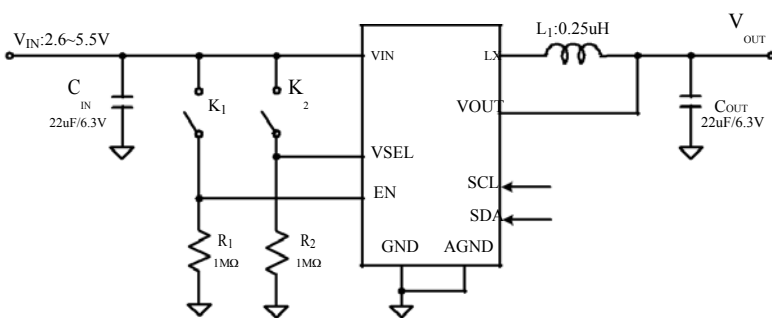 VIN:2.6~5.5V
VIN
LX
L1:0.25uH
VOUT
CIN
22uF/6.3V
K1
K2
VOUT
COUT
22uF/6.3V
VSEL
EN
SCL
SDA
R1
1MΩ
R2
1MΩ
GND
AGND